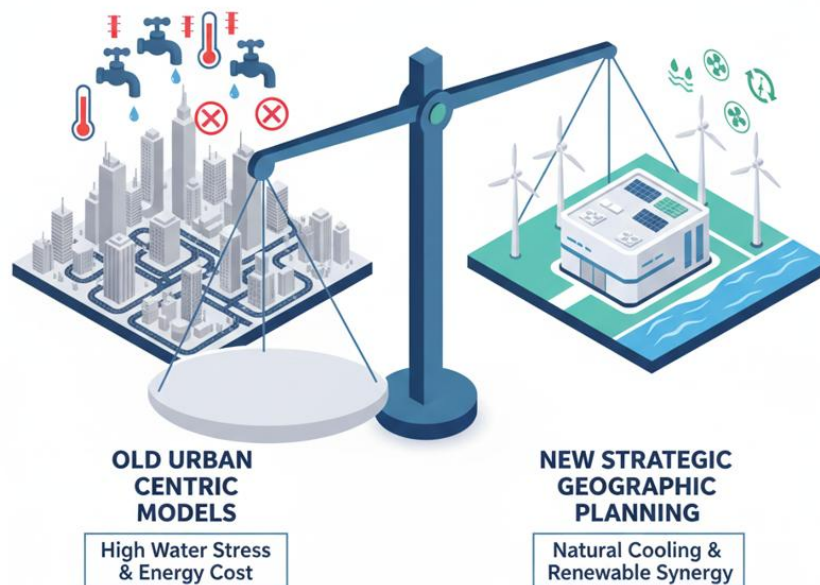 OLD URBAN
CENTRIC
MODELS
High Water Stress
& Energy Cost
NEW STRATEGIC
GEOGRAPHIC
PLANNING
Natural Cooling &
Renewable Synergy